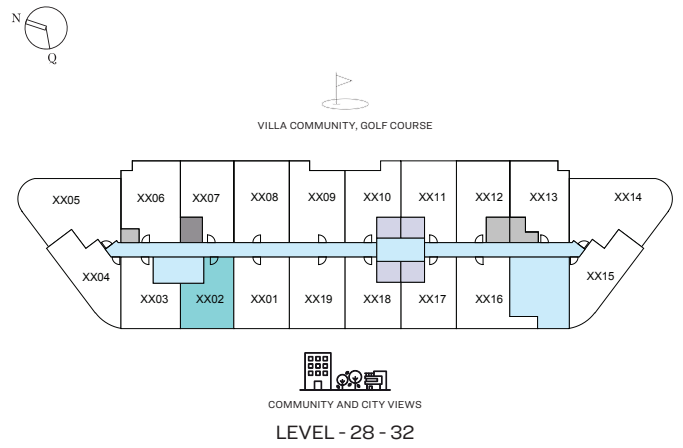 N
Q
VILLA COMMUNITY, GOLF COURSE
XX05 XX06 XX07 XX08 XX09 XX10 XX11 XX12 XX13 XX14
XX04 XX03 XX02 XX01 XX19 XX18 XX17 XX16 XX15
COMMUNITY AND CITY VIEWS
LEVEL - 28 - 32